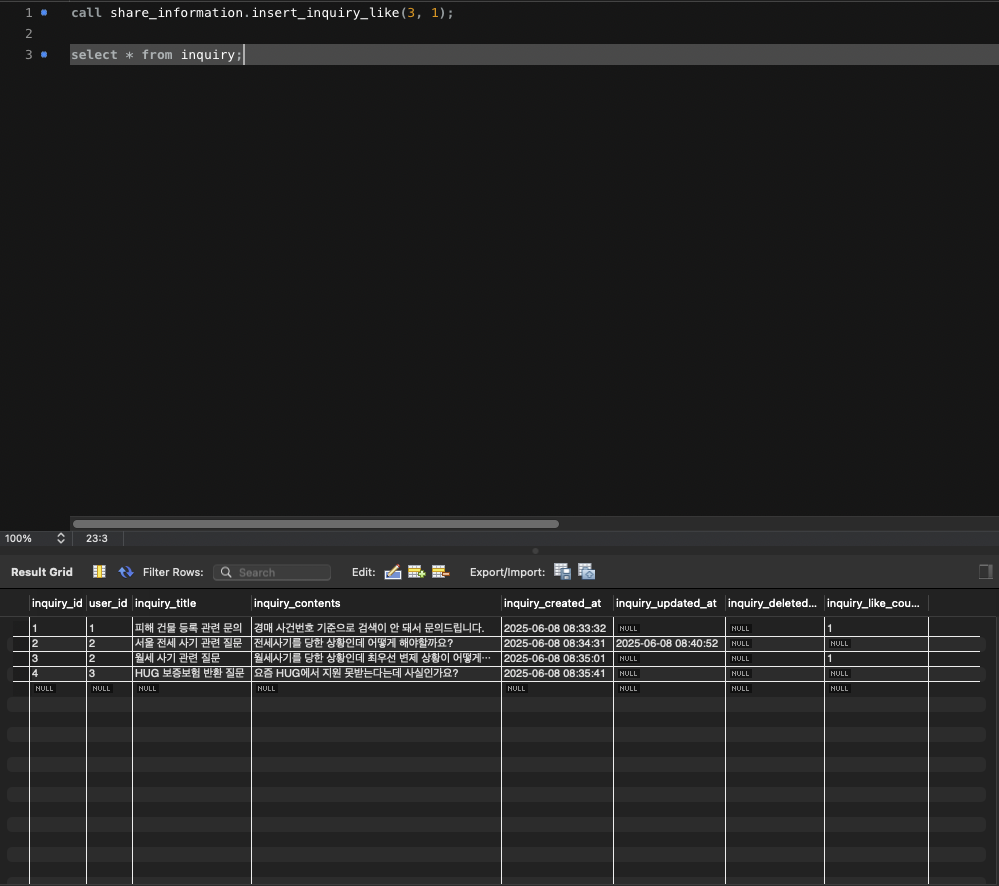 1 call share_information.insert_inquiry_like(3, 1);
2
3 select * from inquiry;
100% 23:3
Result Grid Filter Rows: Search Edit: Export/Import:
inquiry_id user_id inquiry_title inquiry_contents inquiry_created_at inquiry_updated_at inquiry_deleted... inquiry_like_cou...
1 1 피해 건물 등록 관련 문의 경매 사건번호 기준으로 검색이 안 돼서 문의드립니다. 2025-06-08 08:33:32 NULL NULL 1
2 2 서울 전세 사기 관련 질문 전세사기를 당한 상황인데 어떻게 해야할까요? 2025-06-08 08:34:31 2025-06-08 08:40:52 NULL NULL
3 2 월세 사기 관련 질문 월세사기를 당한 상황인데 최우선 변제 상황이 어떻게… 2025-06-08 08:35:01 NULL NULL 1
4 3 HUG 보증보험 반환 질문 요즘 HUG에서 지원 못받는다는데 사실인가요? 2025-06-08 08:35:41 NULL NULL NULL
NULL NULL NULL NULL NULL NULL NULL NULL